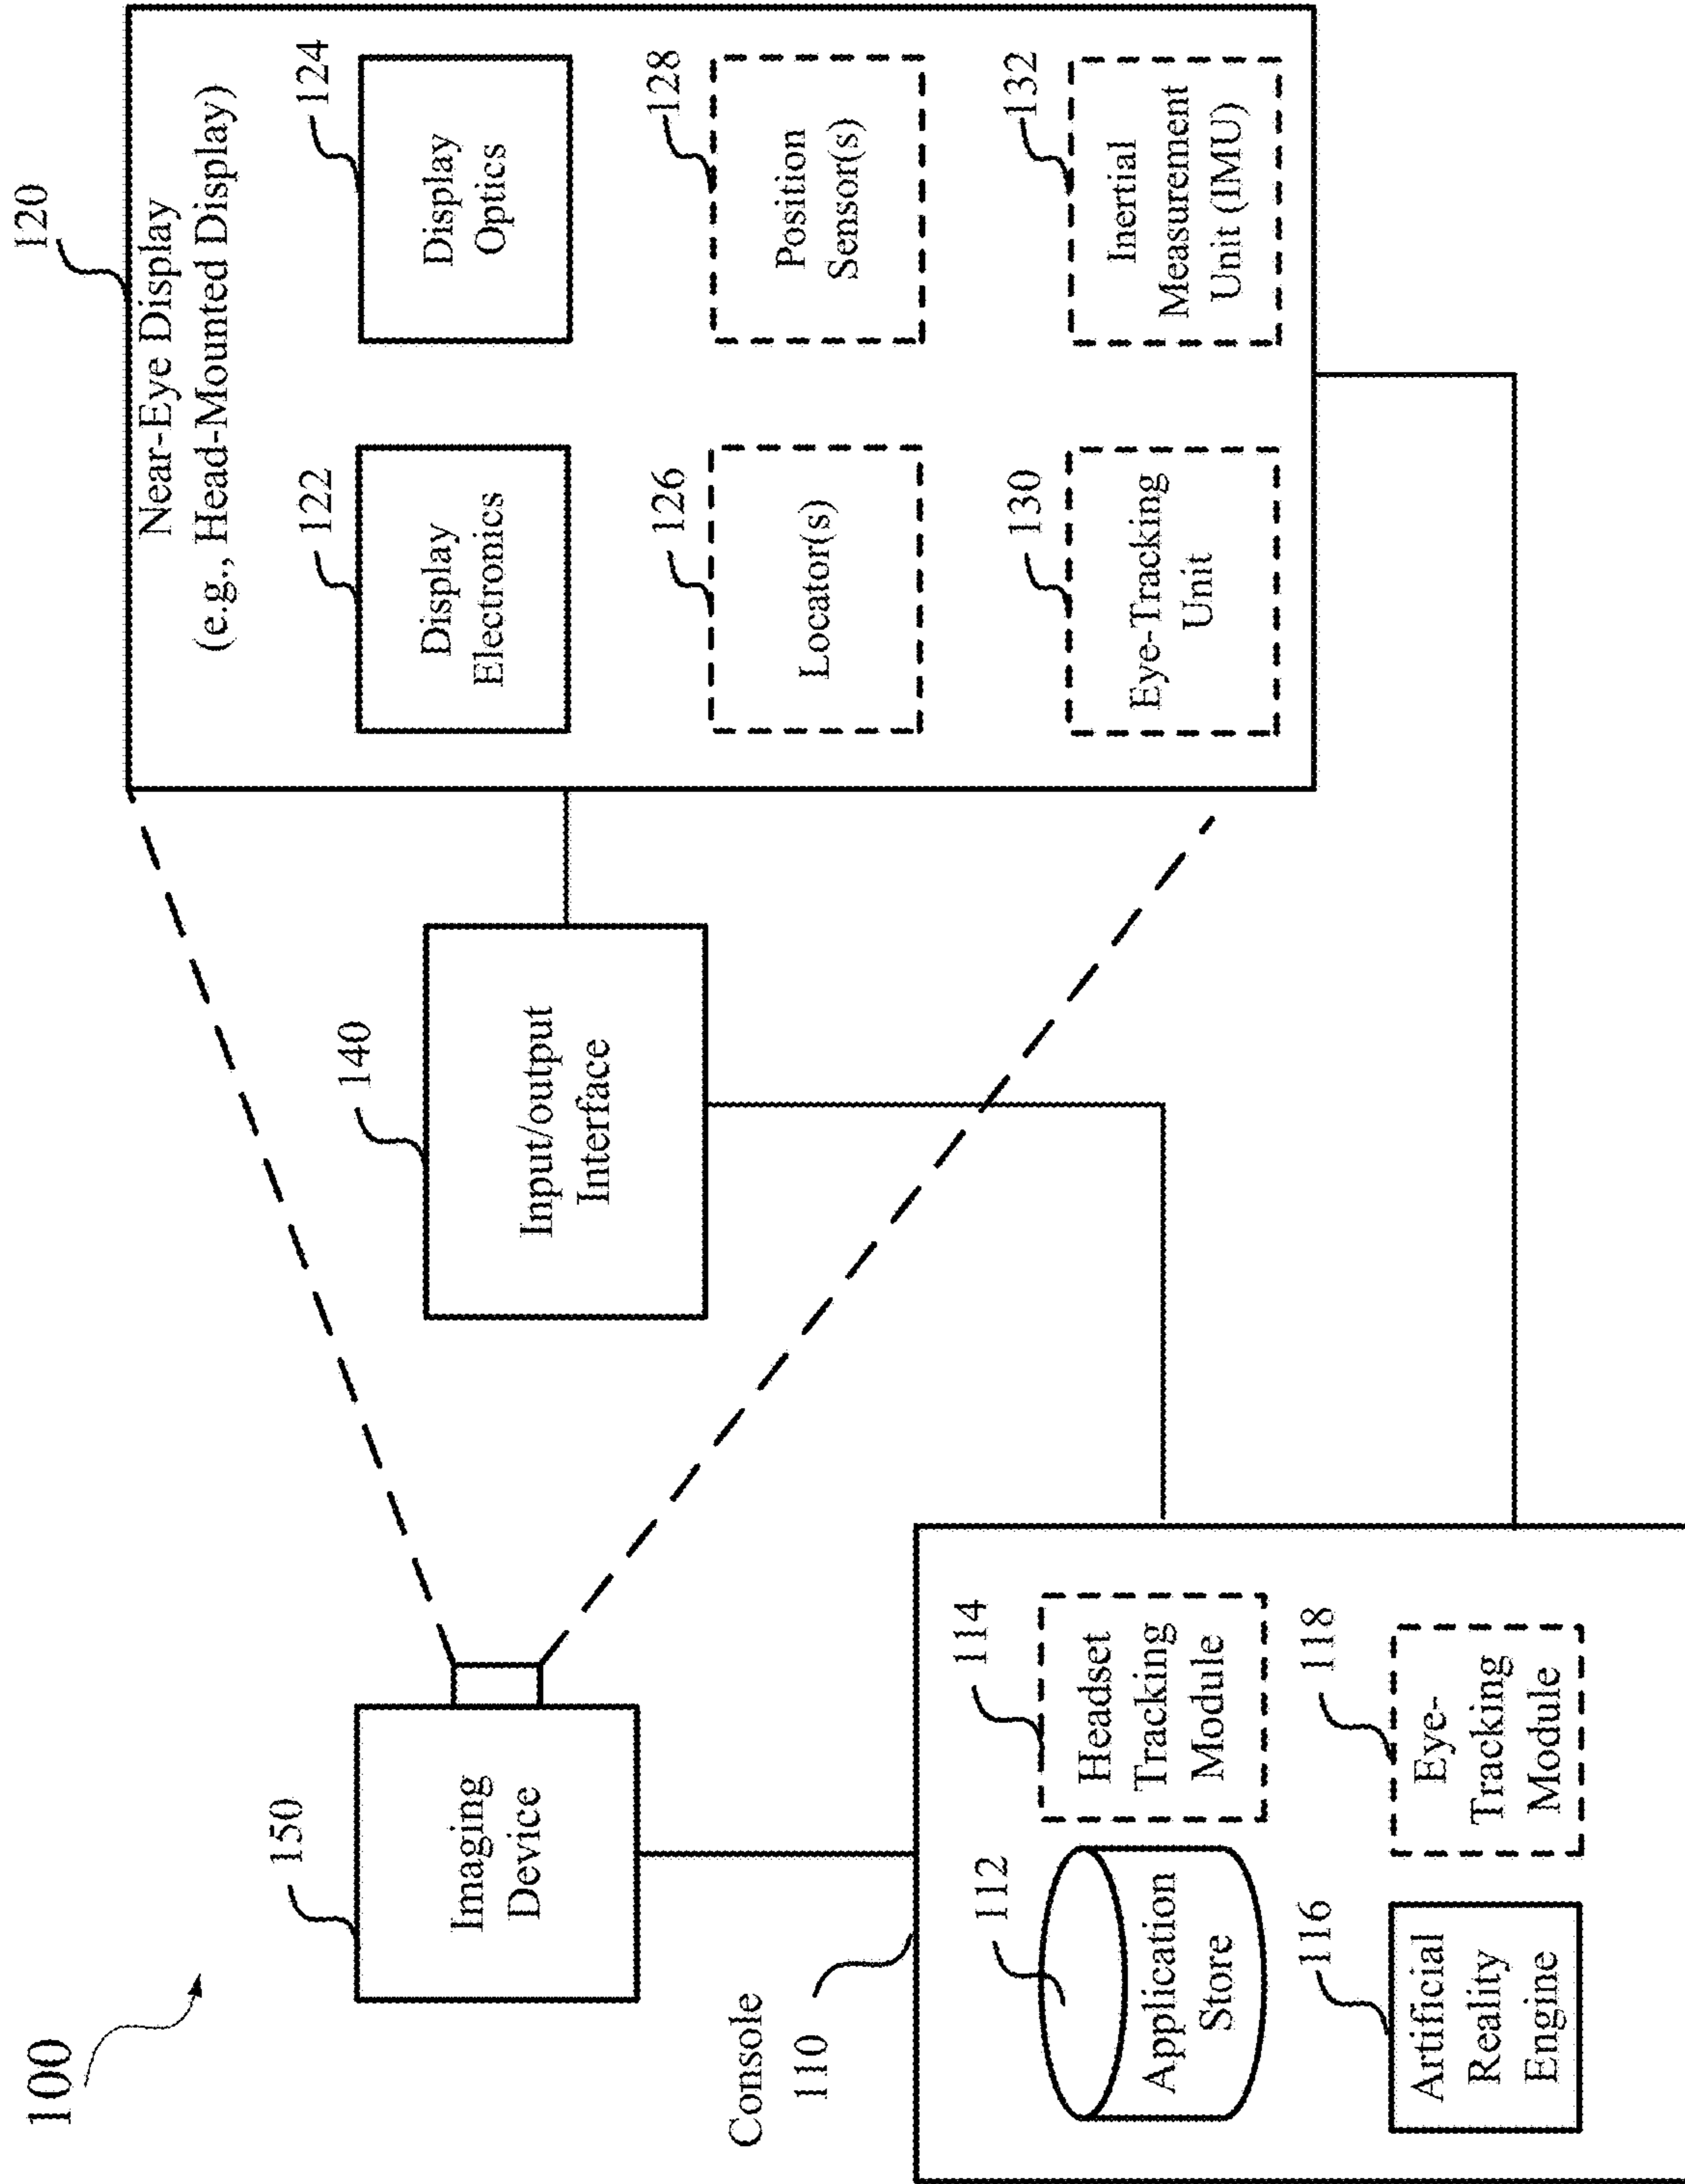 100
120
Near-Eye Display
(e.g., Head-Mounted Display)
150
Imaging
Device
140
Input/output
Interface
122
Display
Electronics
124
Display
Optics
126
Locator(s)
128
Position
Sensor(s)
130
Eye-Tracking
Unit
132
Inertial
Measurement
Unit (IMU)
Console
110
112
Application
Store
114
Headset
Tracking
Module
116
Artificial
Reality
Engine
118
Eye-
Tracking
Module